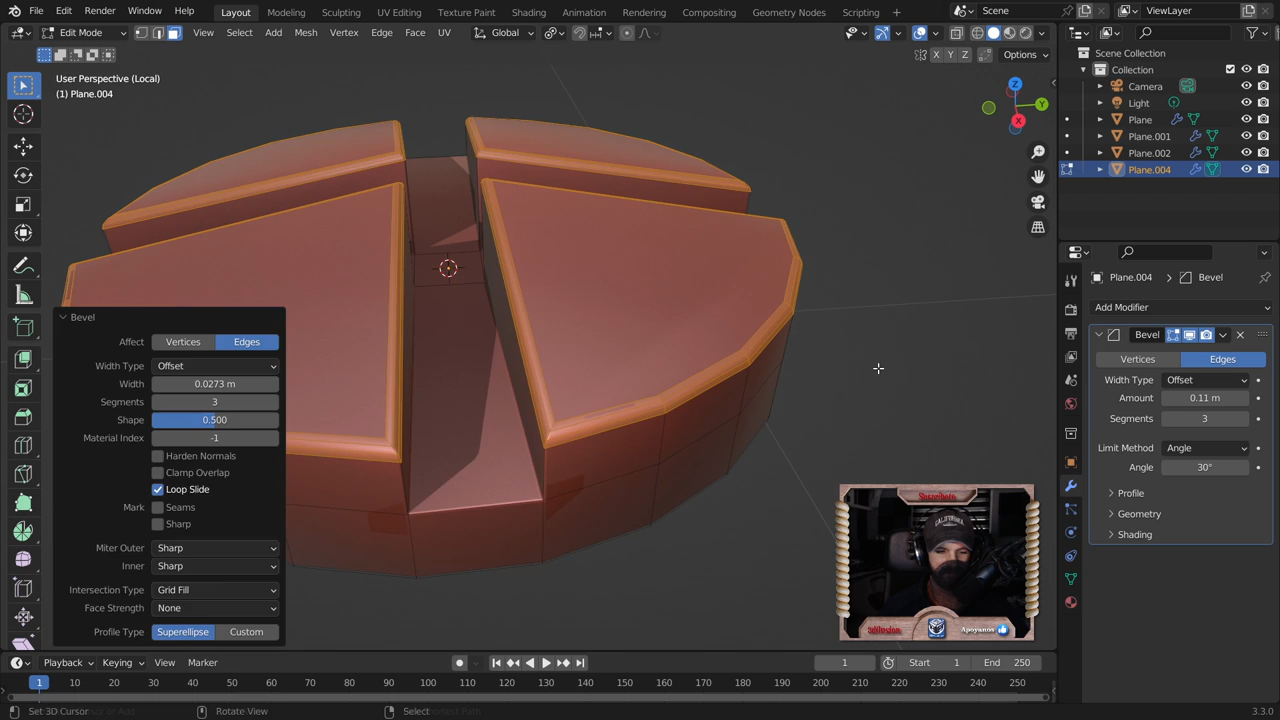 File Edit Render Window Help Layout Modeling Sculpting UV Editing Texture Paint Shading Animation Rendering Compositing Geometry Nodes Scripting Scene ViewLayer
Edit Mode View Select Add Mesh Vertex Edge Face UV Global
X Y Z Options
User Perspective (Local)
(1) Plane.004
Z
Y
X
Scene Collection
Collection
Camera
Light
Plane
Plane.001
Plane.002
Plane.004
Plane.004 Bevel
Add Modifier
Bevel
Vertices Edges
Width Type Offset
Amount 0.11 m
Segments 3
Limit Method Angle
Angle 30°
Profile
Geometry
Shading
Bevel
Affect Vertices Edges
Width Type Offset
Width 0.0273 m
Segments 3
Shape 0.500
Material Index -1
Harden Normals
Clamp Overlap
Loop Slide
Mark Seams
Sharp
Miter Outer Sharp
Inner Sharp
Intersection Type Grid Fill
Face Strength None
Profile Type Superellipse Custom
CALIFORNIA
Apoyanos
Playback Keying View Marker 1 Start 1 End 250
1 10 20 30 40 50 60 70 80 90 100 110 120 130 140 150 160 170 180 190 200 210 220 230 240 250
Set 3D Cursor Rotate View Select 3.3.0